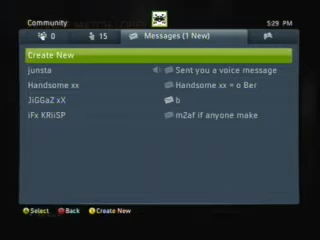 Community
5:29 PM
0
15
Messages (1 New)
Create New
junsta Sent you a voice message
Handsome xx Handsome xx = o Ber
JiGGaZ xX b
iFx KRiiSP m2af if anyone make
A Select B Back Y Create New